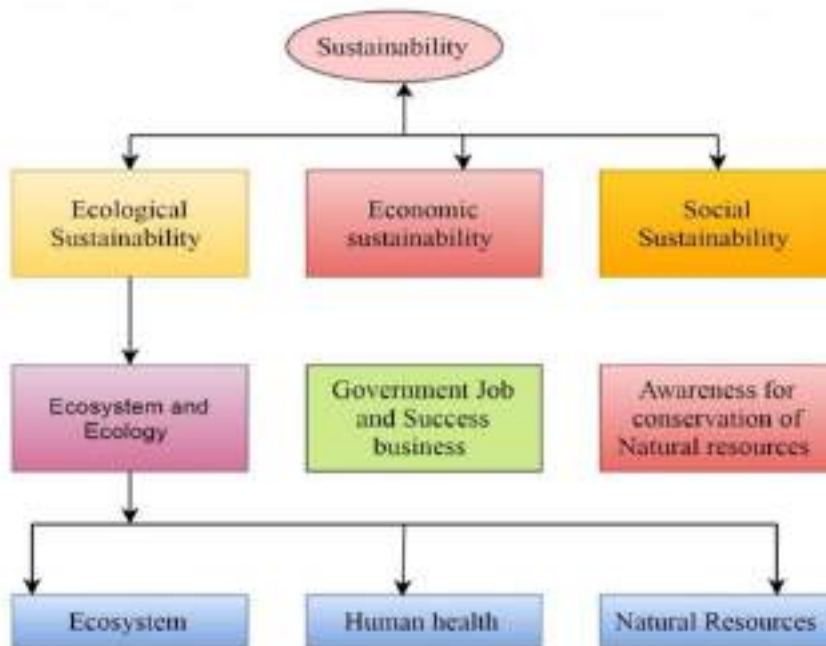 Sustainability
Ecological
Sustainability
Economic
sustainability
Social
Sustainability
Ecosystem and
Ecology
Government Job
and Success
business
Awareness for
conservation of
Natural resources
Ecosystem
Human health
Natural Resources